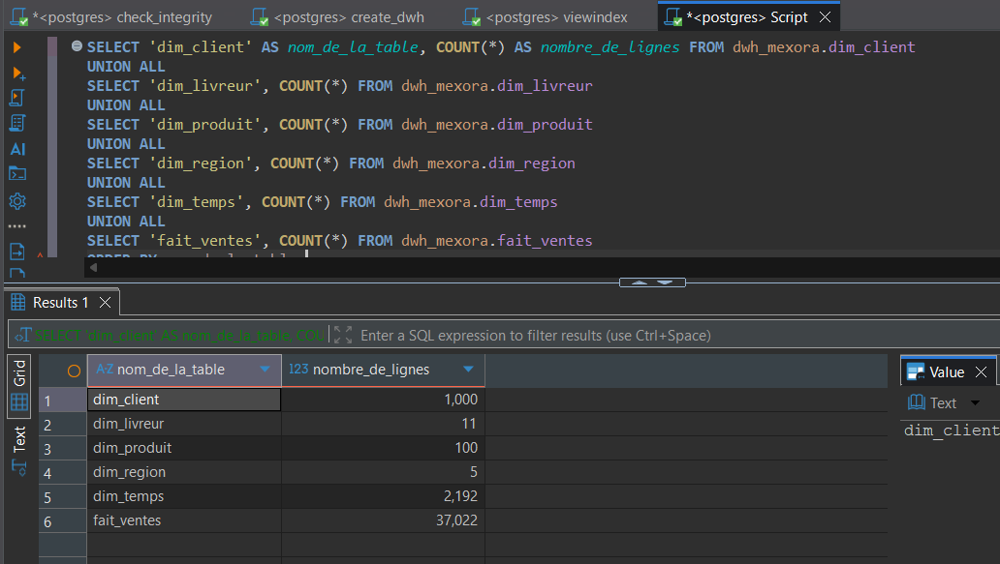 *<postgres> check_integrity <postgres> create_dwh <postgres> viewindex *<postgres> Script
SELECT 'dim_client' AS nom_de_la_table, COUNT(*) AS nombre_de_lignes FROM dwh_mexora.dim_client
UNION ALL
SELECT 'dim_livreur', COUNT(*) FROM dwh_mexora.dim_livreur
UNION ALL
SELECT 'dim_produit', COUNT(*) FROM dwh_mexora.dim_produit
UNION ALL
SELECT 'dim_region', COUNT(*) FROM dwh_mexora.dim_region
UNION ALL
SELECT 'dim_temps', COUNT(*) FROM dwh_mexora.dim_temps
UNION ALL
SELECT 'fait_ventes', COUNT(*) FROM dwh_mexora.fait_ventes
AI
Results 1
SELECT 'dim_client' AS nom_de_la_table, COU Enter a SQL expression to filter results (use Ctrl+Space)
Grid
Text
AZ nom_de_la_table 123 nombre_de_lignes
1 dim_client 1,000
2 dim_livreur 11
3 dim_produit 100
4 dim_region 5
5 dim_temps 2,192
6 fait_ventes 37,022
Value
Text
dim_client